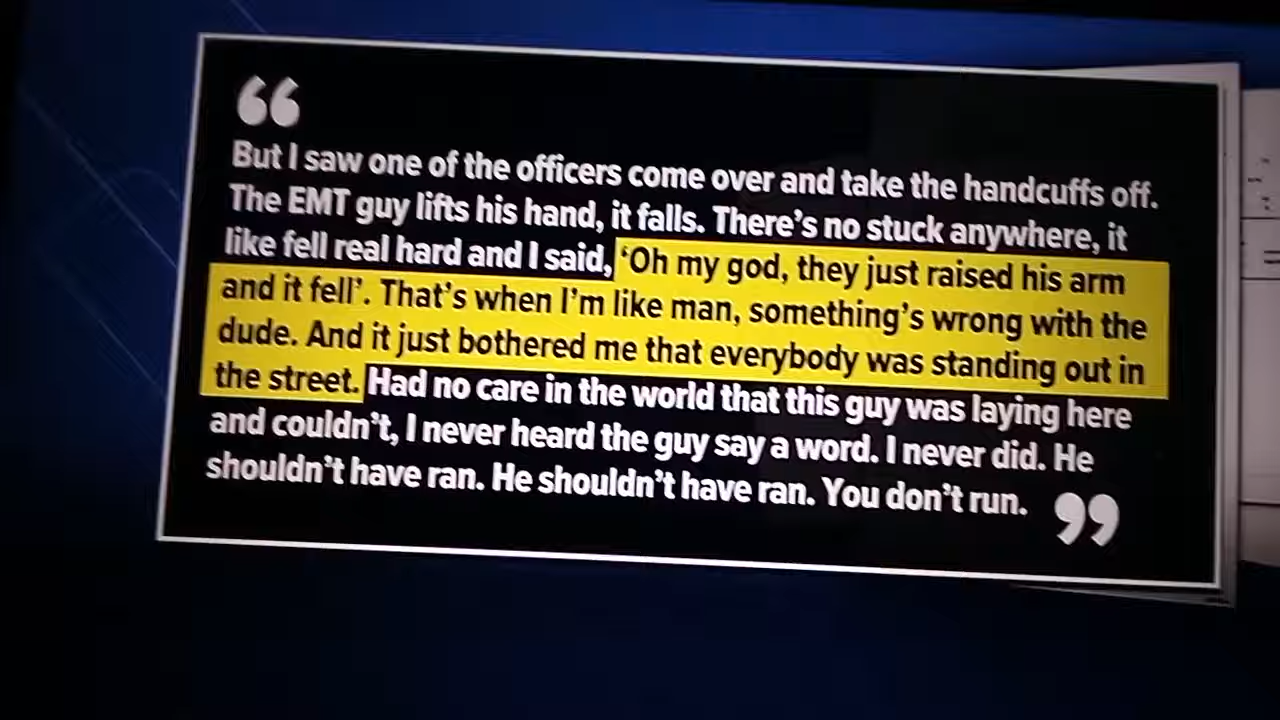 “
But I saw one of the officers come over and take the handcuffs off.
The EMT guy lifts his hand, it falls. There’s no stuck anywhere, it
like fell real hard and I said, ‘Oh my god, they just raised his arm
and it fell’. That’s when I’m like man, something’s wrong with the
dude. And it just bothered me that everybody was standing out in
the street. Had no care in the world that this guy was laying here
and couldn’t, I never heard the guy say a word. I never did. He
shouldn’t have ran. He shouldn’t have ran. You don’t run.
”